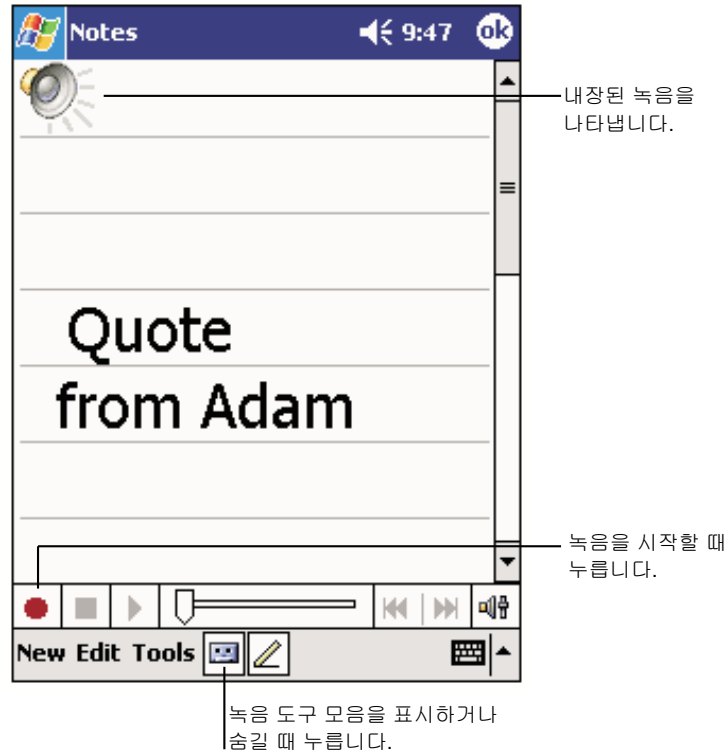 Notes 9:47 ok
내장된 녹음을
나타냅니다.
Quote
from Adam
녹음을 시작할 때
누릅니다.
New Edit Tools
녹음 도구 모음을 표시하거나
숨길 때 누릅니다.